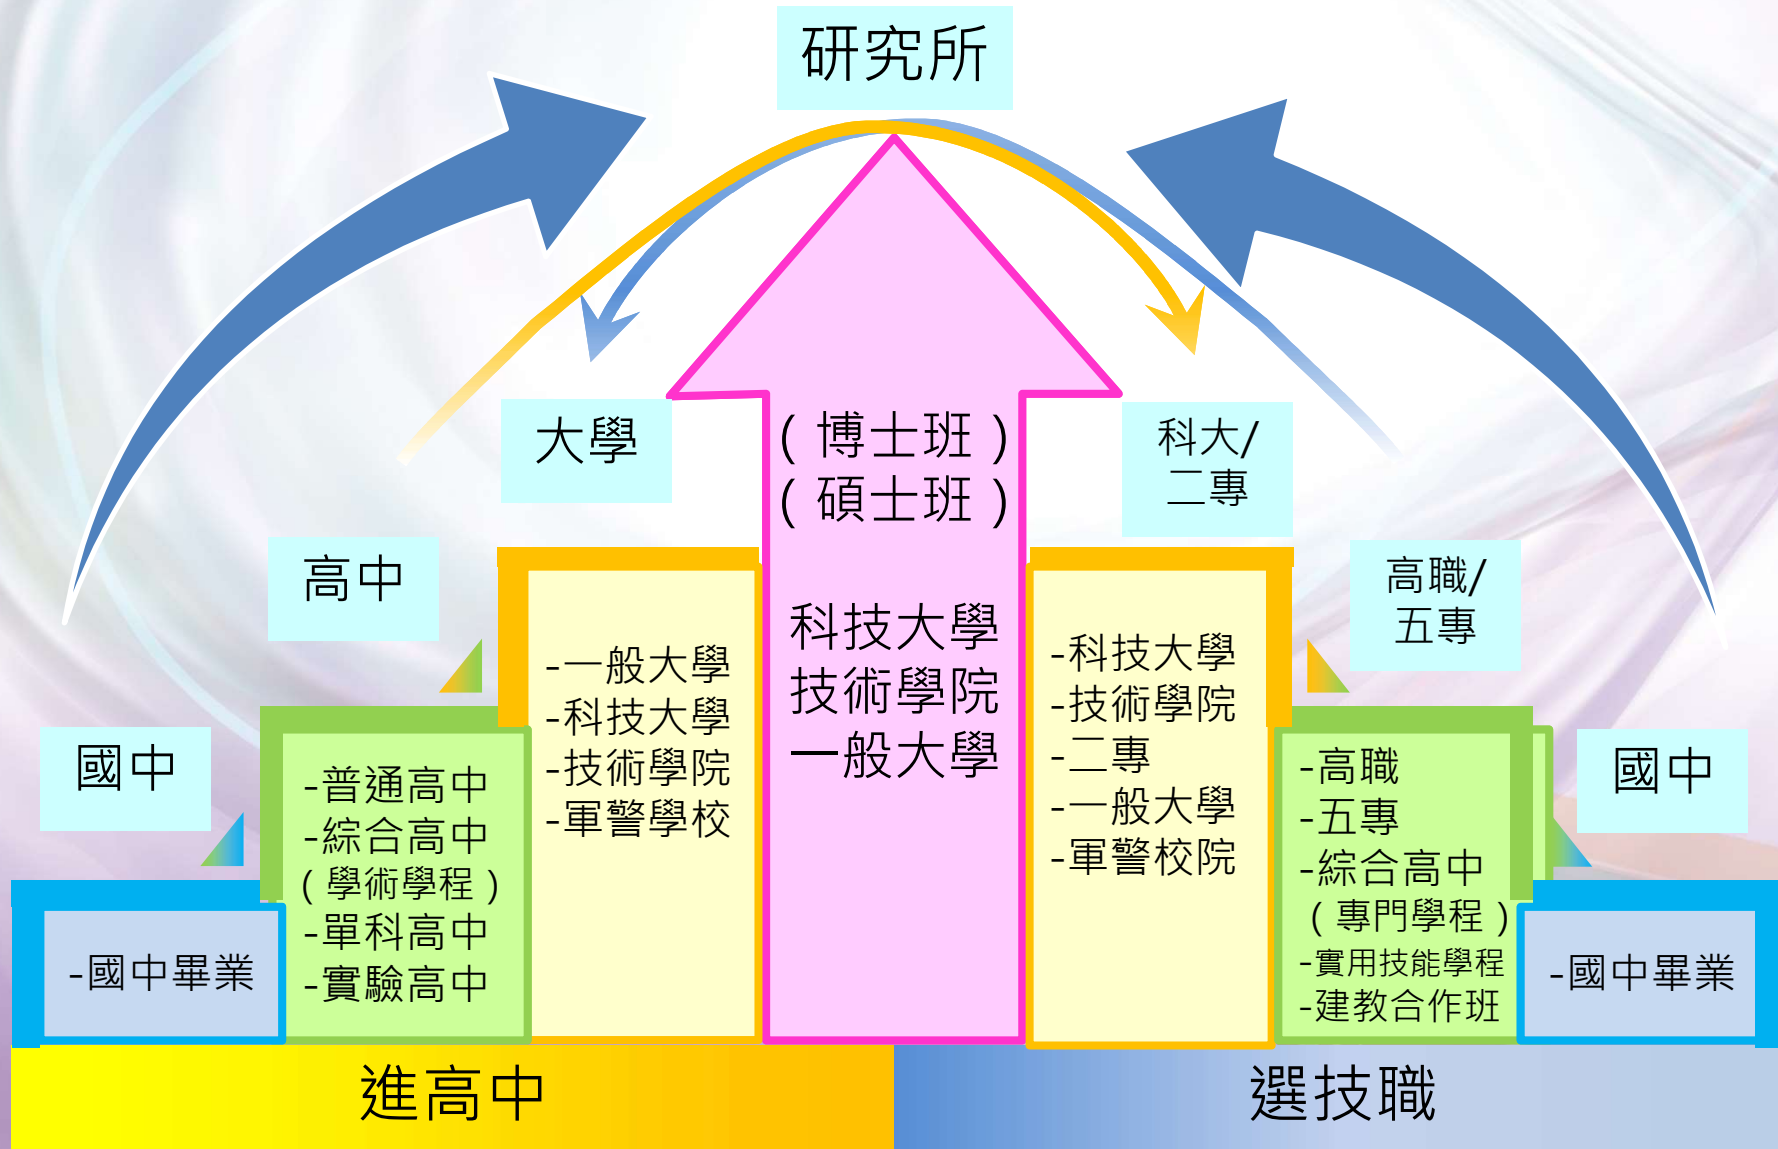 研究所
大學
(博士班)
(碩士班)
科技大學
技術學院
一般大學
科大/
二專
高中
高職/
五專
國中
國中
-國中畢業
-普通高中
-綜合高中
(學術學程)
-單科高中
-實驗高中
-一般大學
-科技大學
-技術學院
-軍警學校
-科技大學
-技術學院
-二專
-一般大學
-軍警校院
-高職
-五專
-綜合高中
(專門學程)
-實用技能學程
-建教合作班
-國中畢業
進高中
選技職